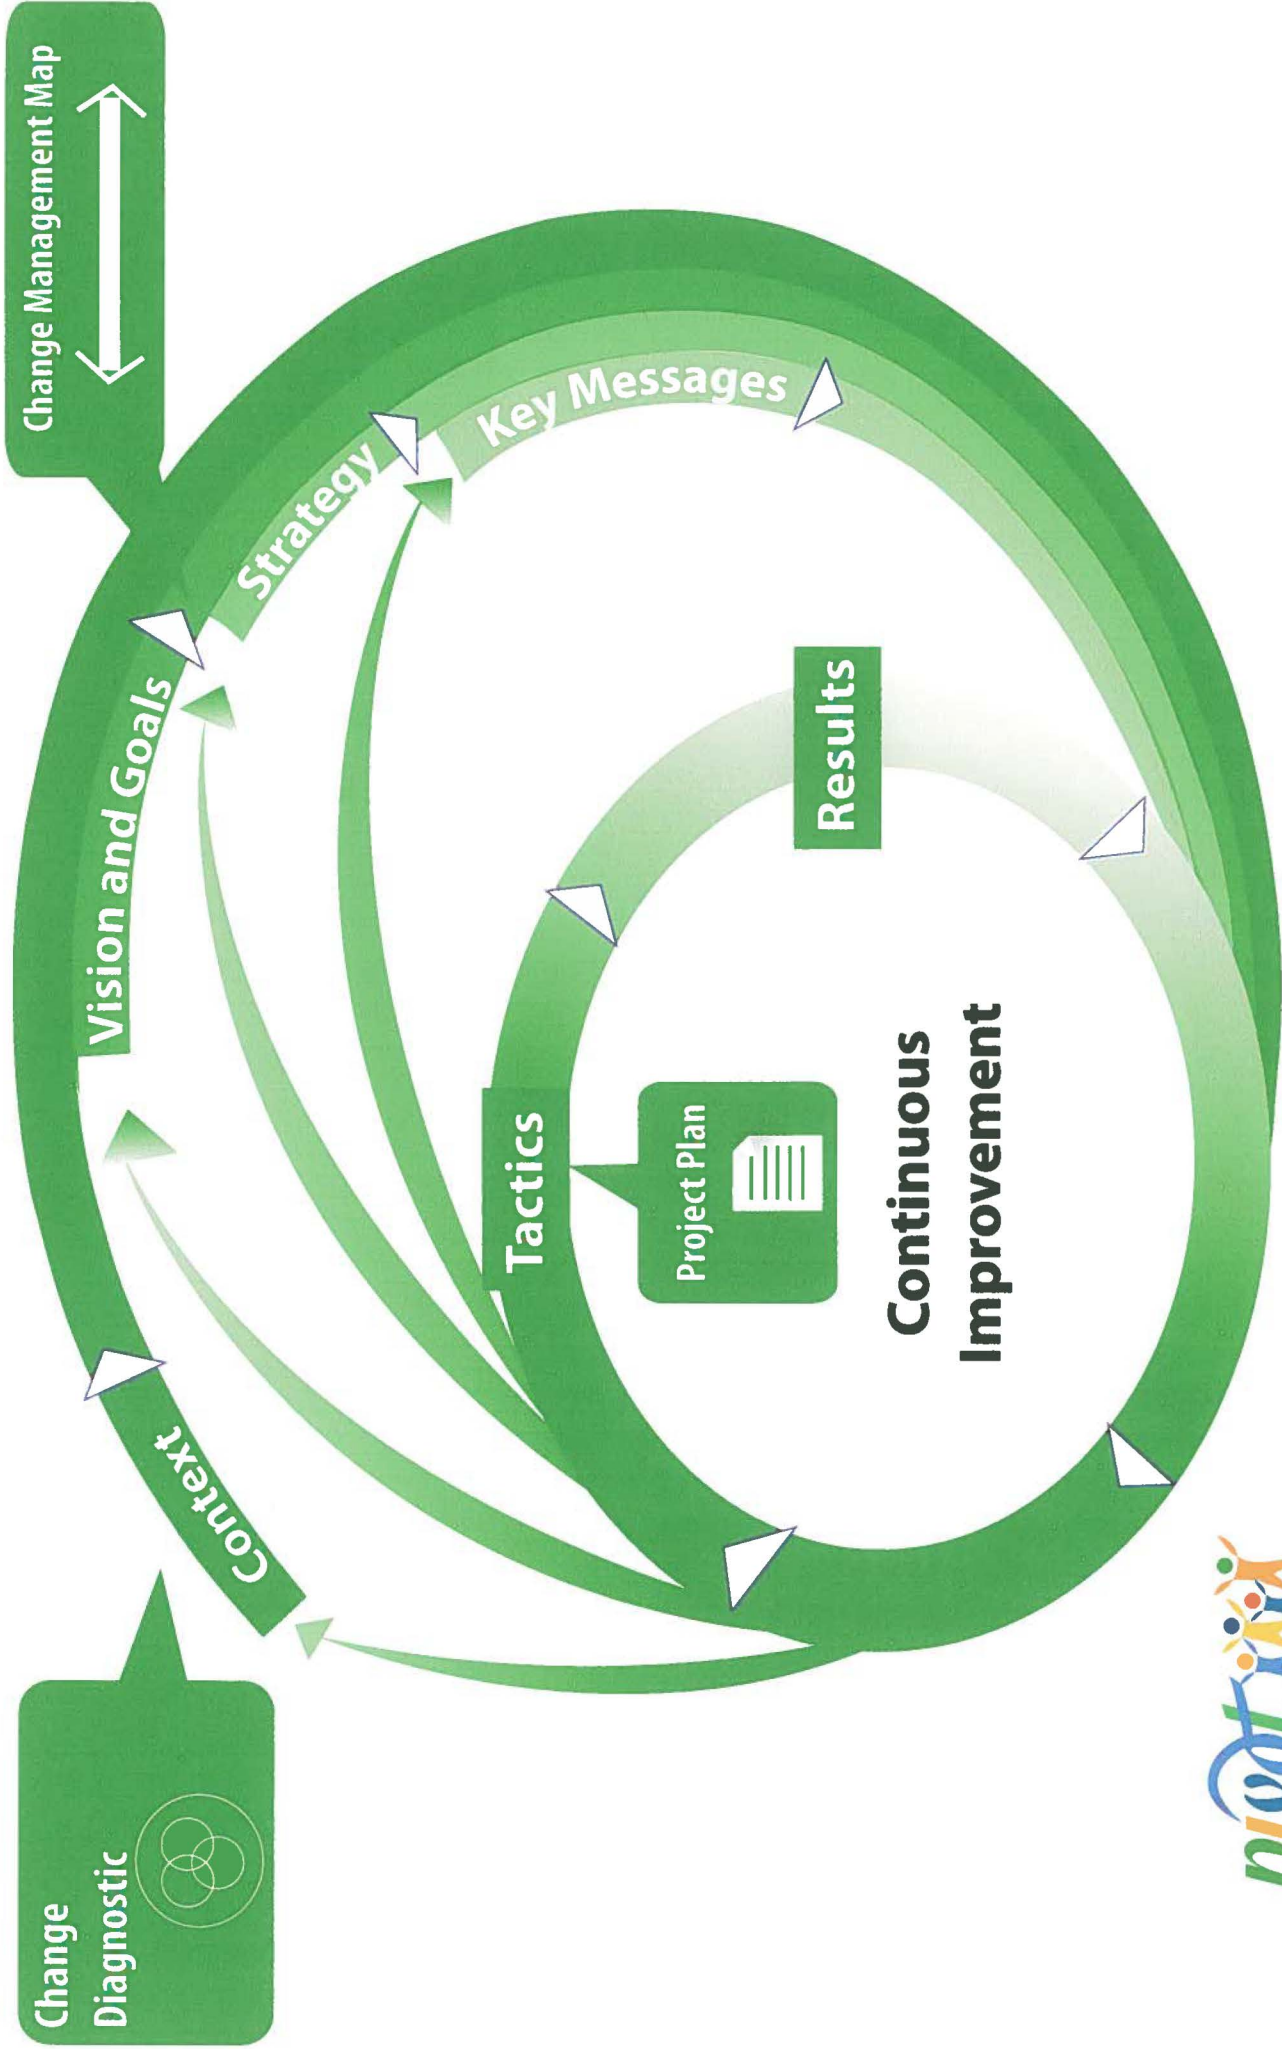 Change
Diagnostic
Context
Vision and Goals
Change Management Map
Strategy
Key Messages
Tactics
Project Plan
Results
Continuous
Improvement